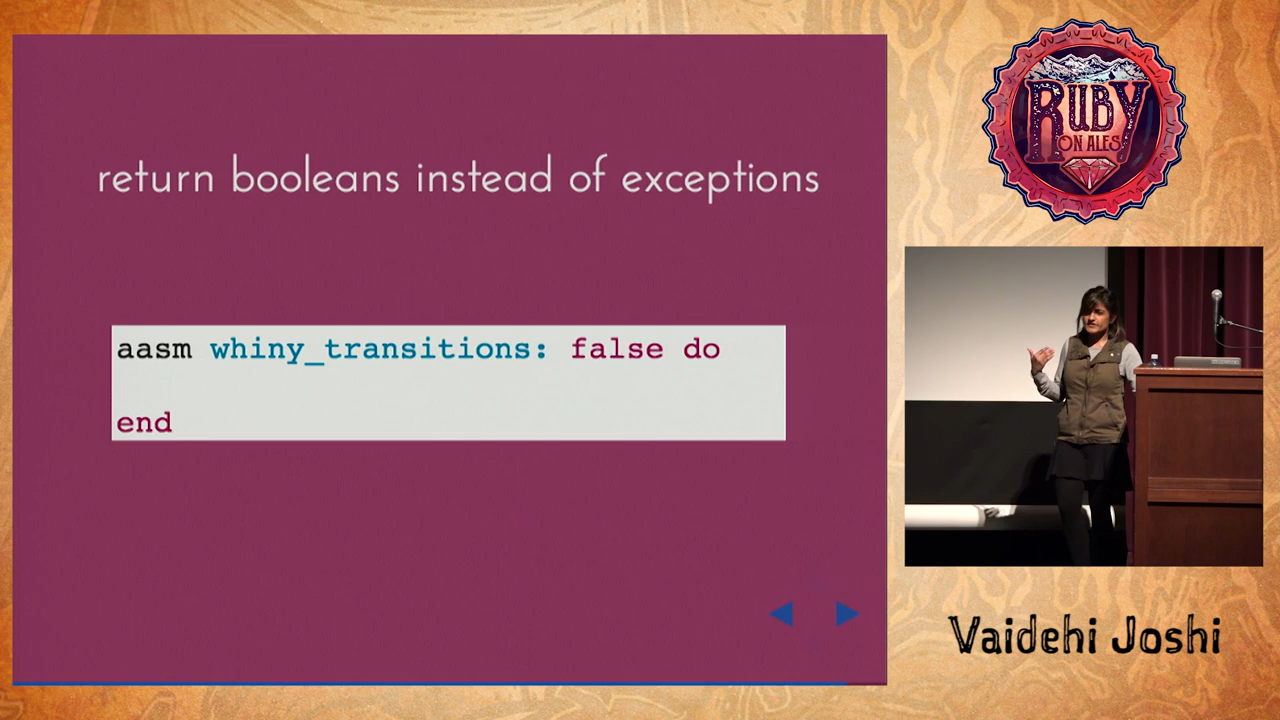 return booleans instead of exceptions
aasm whiny_transitions: false do
end
RUBY
ON ALES
Vaidehi Joshi